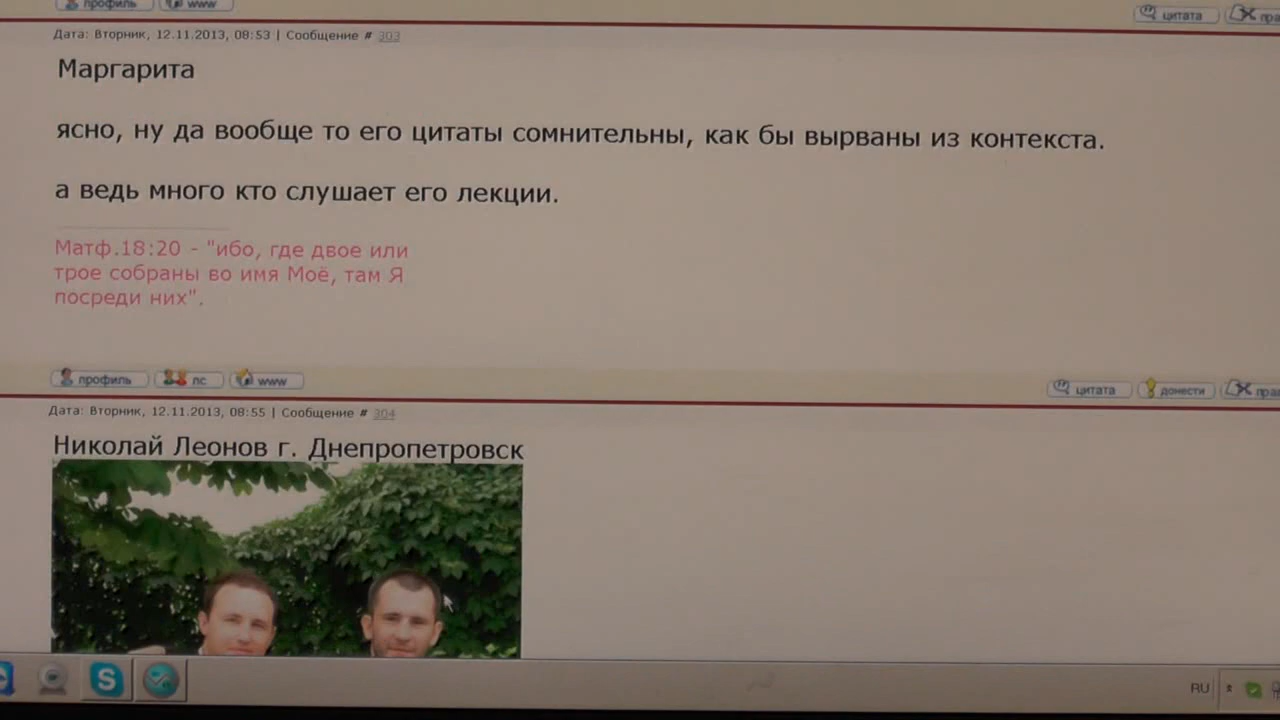 профиль www
цитата пра
Дата: Вторник, 12.11.2013, 08:53 | Сообщение # 303
Маргарита
ясно, ну да вообще то его цитаты сомнительны, как бы вырваны из контекста.
а ведь много кто слушает его лекции.
Матф.18:20 - "ибо, где двое или
трое собраны во имя Моё, там Я
посреди них".
профиль лс www
цитата донести пра
Дата: Вторник, 12.11.2013, 08:55 | Сообщение # 304
Николай Леонов г. Днепропетровск
S RU